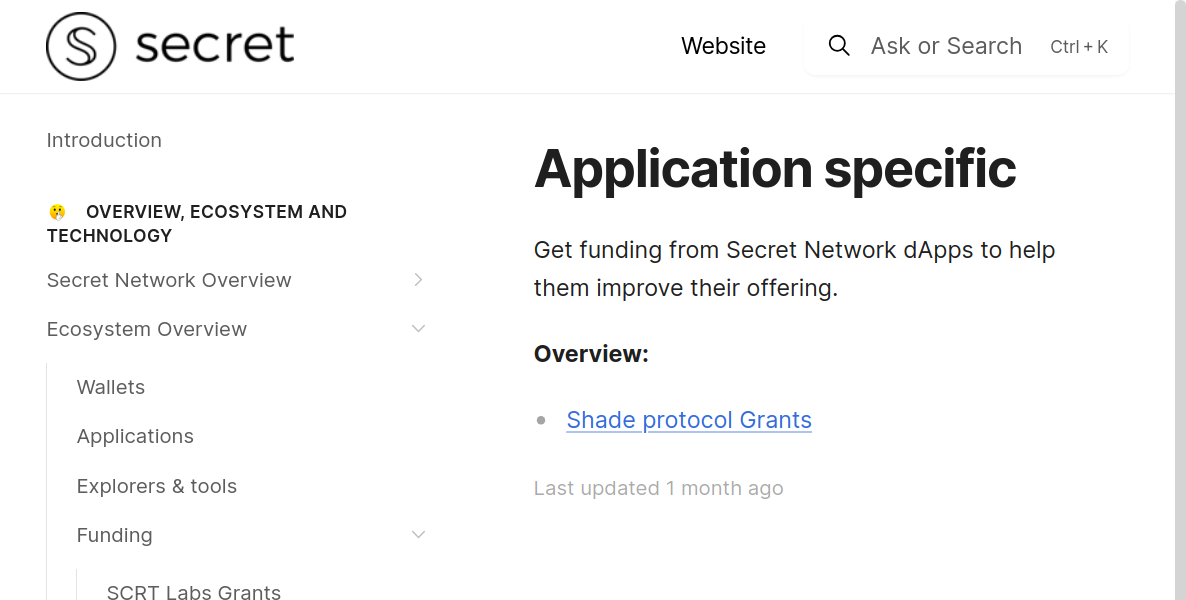 secret
Website
Ask or Search Ctrl + K
Introduction
OVERVIEW, ECOSYSTEM AND
TECHNOLOGY
Secret Network Overview
Ecosystem Overview
Wallets
Applications
Explorers & tools
Funding
SCRT Labs Grants
Application specific
Get funding from Secret Network dApps to help
them improve their offering.
Overview:
Shade protocol Grants
Last updated 1 month ago